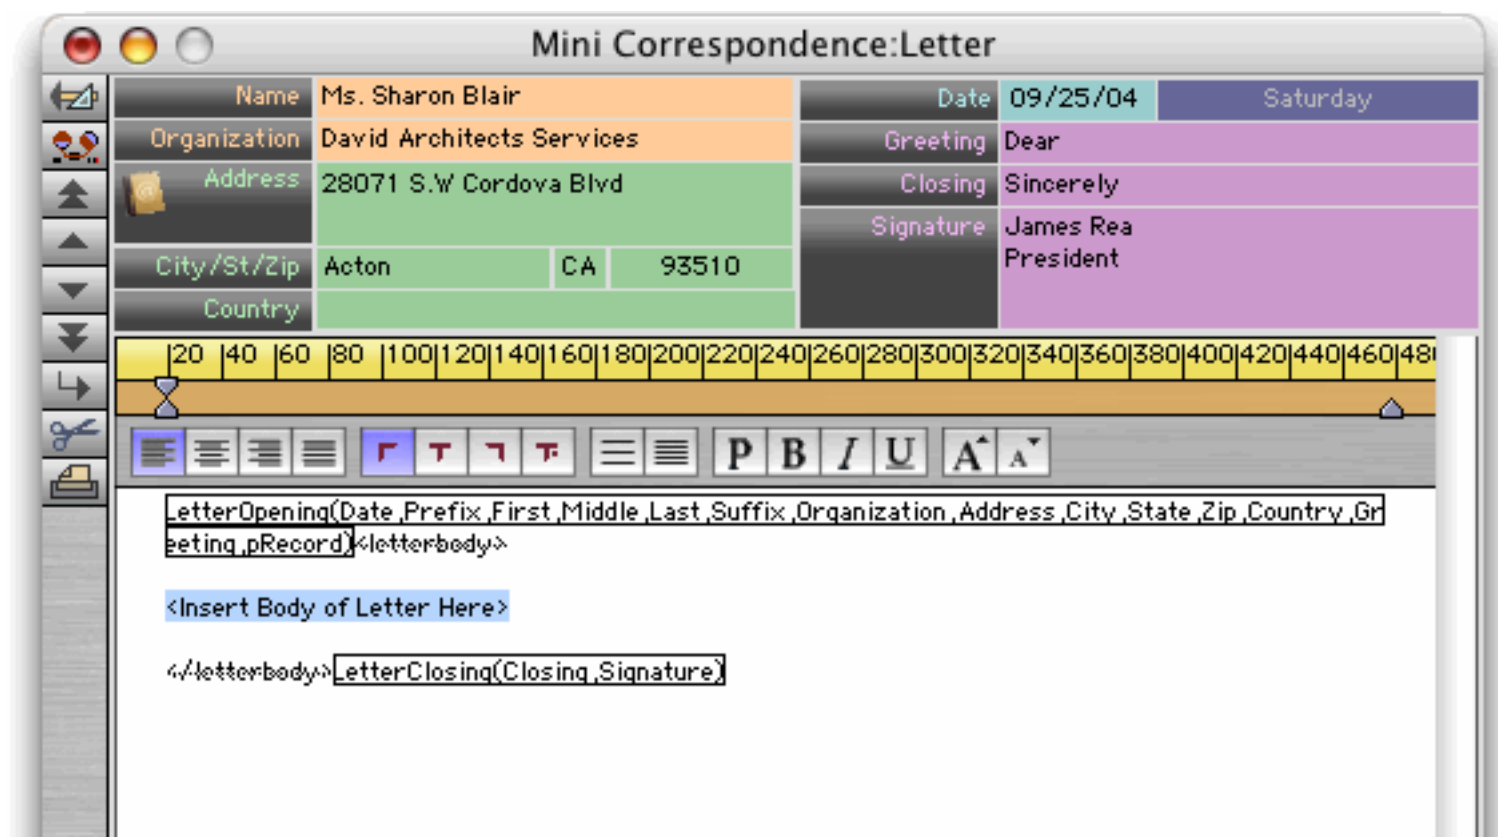 Mini Correspondence:Letter
Name Ms. Sharon Blair
Organization David Architects Services
Address 28071 S.W Cordova Blvd
City/St/Zip Acton CA 93510
Country
Date 09/25/04 Saturday
Greeting Dear
Closing Sincerely
Signature James Rea
President
|20 |40 |60 |80 |100|120|140|160|180|200|220|240|260|280|300|320|340|360|380|400|420|440|460|48
P B I U A A
LetterOpening(Date,Prefix,First,Middle,Last,Suffix,Organization,Address,City,State,Zip,Country,Gr
eeting,pRecord)<letterbody>
<Insert Body of Letter Here>
</letterbody>LetterClosing(Closing,Signature)